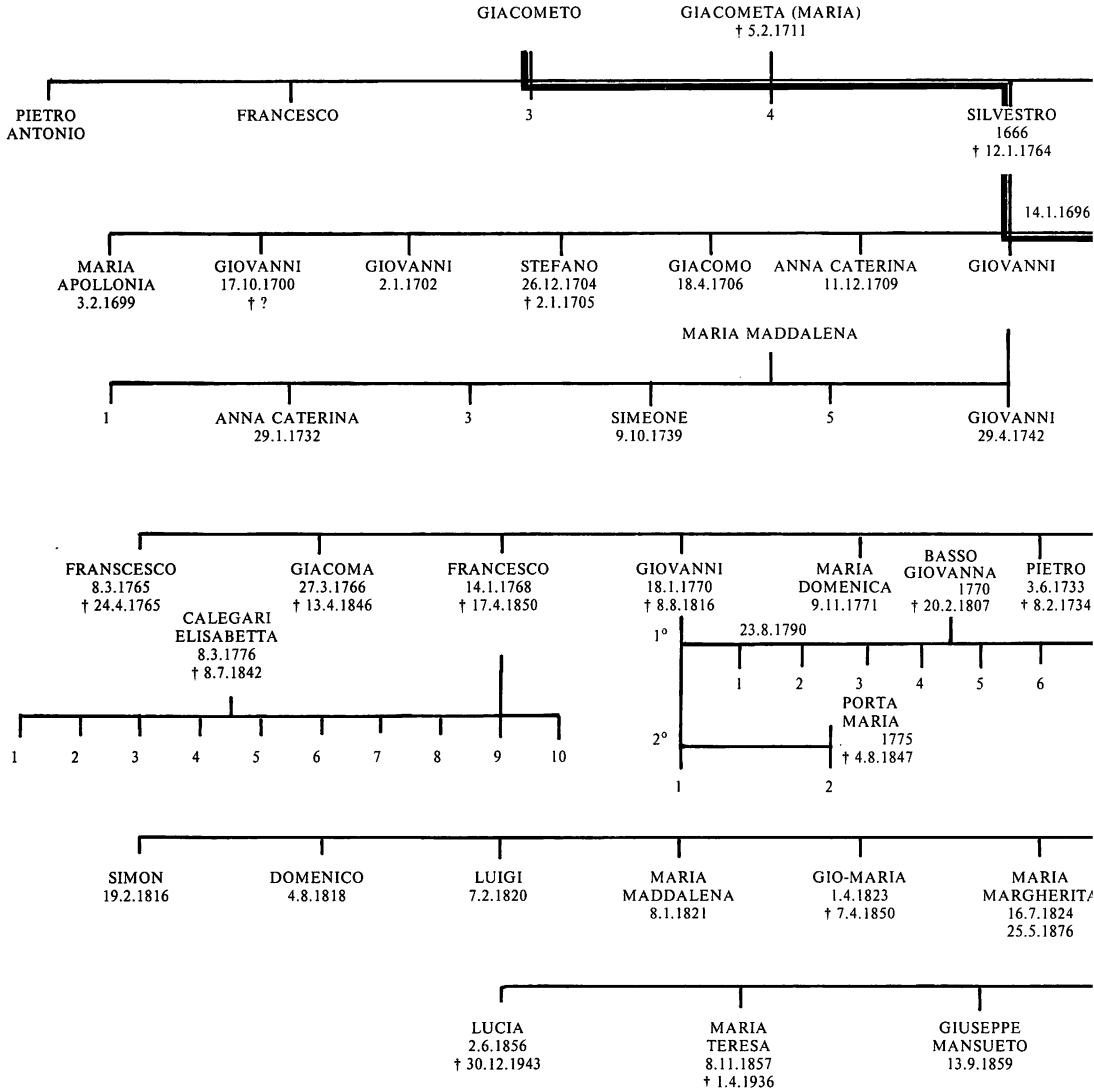 GIACOMETO
GIACOMETA (MARIA)
† 5.2.1711
PIETRO
ANTONIO
FRANCESCO
3
4
SILVESTRO
1666
† 12.1.1764
14.1.1696
MARIA
APOLLONIA
3.2.1699
GIOVANNI
17.10.1700
† ?
GIOVANNI
2.1.1702
STEFANO
26.12.1704
† 2.1.1705
GIACOMO
18.4.1706
ANNA CATERINA
11.12.1709
GIOVANNI
MARIA MADDALENA
1
ANNA CATERINA
29.1.1732
3
SIMEONE
9.10.1739
5
GIOVANNI
29.4.1742
FRANSCESCO
8.3.1765
† 24.4.1765
GIACOMA
27.3.1766
† 13.4.1846
FRANCESCO
14.1.1768
† 17.4.1850
GIOVANNI
18.1.1770
† 8.8.1816
MARIA
DOMENICA
9.11.1771
BASSO
GIOVANNA
1770
† 20.2.1807
PIETRO
3.6.1733
† 8.2.1734
CALEGARI
ELISABETTA
8.3.1776
† 8.7.1842
1º
23.8.1790
1 2 3 4 5 6
1 2 3 4 5 6 7 8 9 10
PORTA
MARIA
1775
† 4.8.1847
2º
1 2
SIMON
19.2.1816
DOMENICO
4.8.1818
LUIGI
7.2.1820
MARIA
MADDALENA
8.1.1821
GIO-MARIA
1.4.1823
† 7.4.1850
MARIA
MARGHERITA
16.7.1824
25.5.1876
LUCIA
2.6.1856
† 30.12.1943
MARIA
TERESA
8.11.1857
† 1.4.1936
GIUSEPPE
MANSUETO
13.9.1859